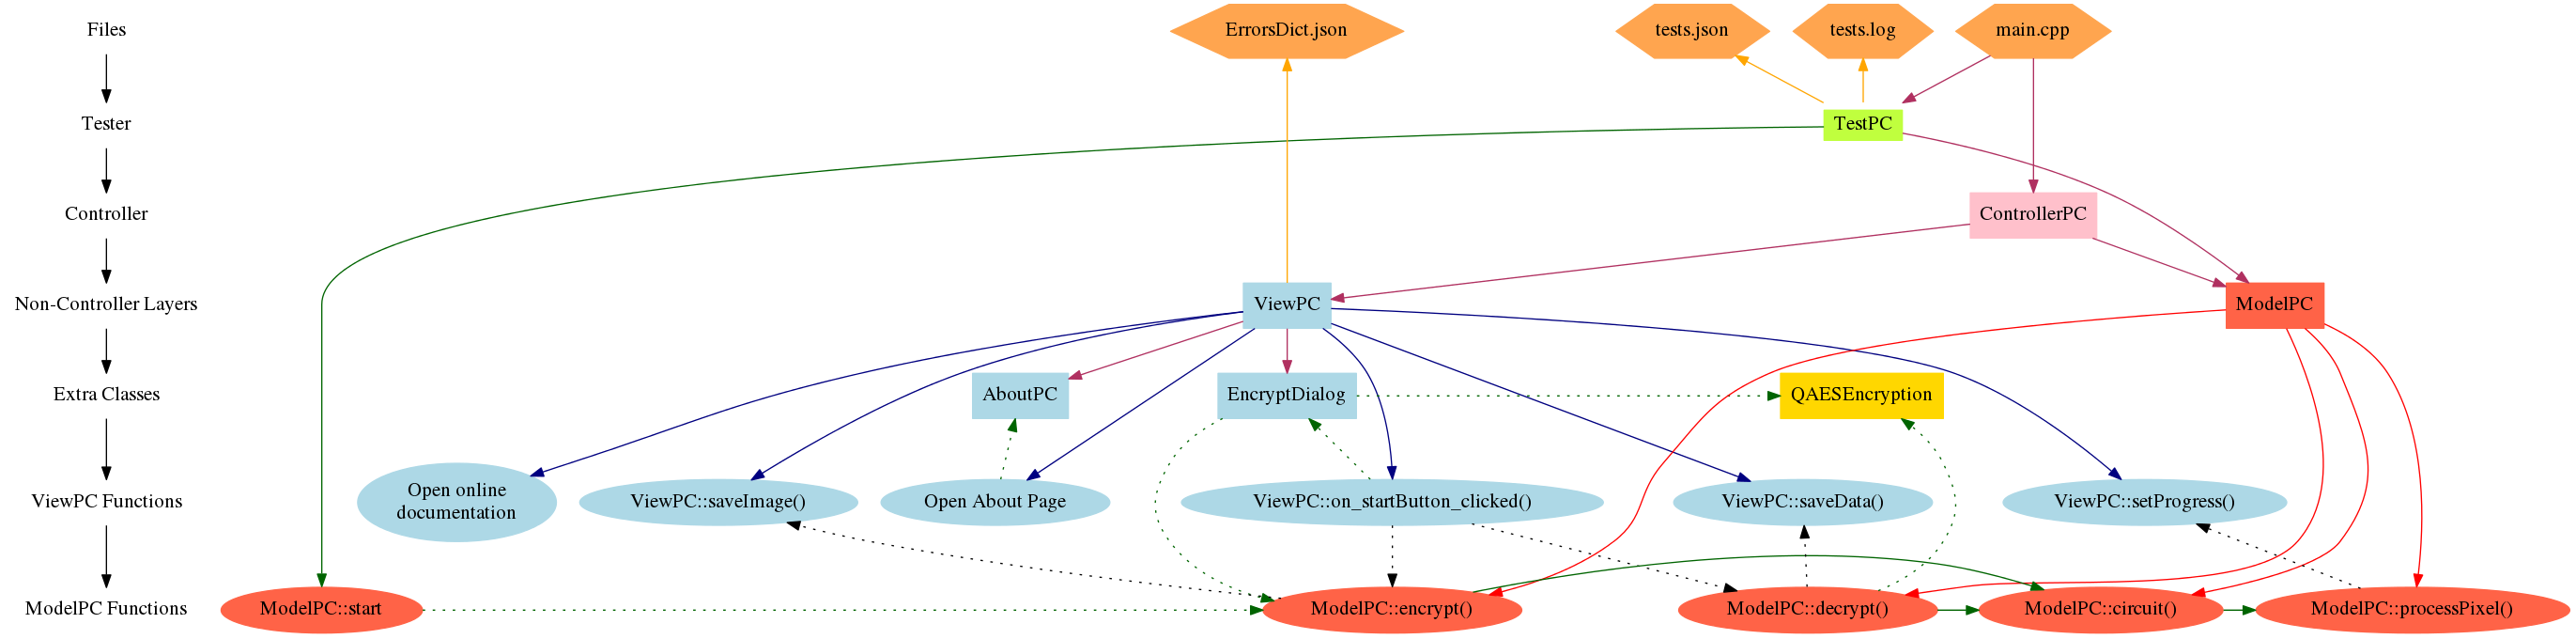 Files
ErrorsDict.json
tests.json
tests.log
main.cpp
Tester
TestPC
Controller
ControllerPC
Non-Controller Layers
ViewPC
ModelPC
Extra Classes
AboutPC
EncryptDialog
QAESEncryption
ViewPC Functions
Open online
documentation
ViewPC::saveImage()
Open About Page
ViewPC::on_startButton_clicked()
ViewPC::saveData()
ViewPC::setProgress()
ModelPC Functions
ModelPC::start
ModelPC::encrypt()
ModelPC::decrypt()
ModelPC::circuit()
ModelPC::processPixel()